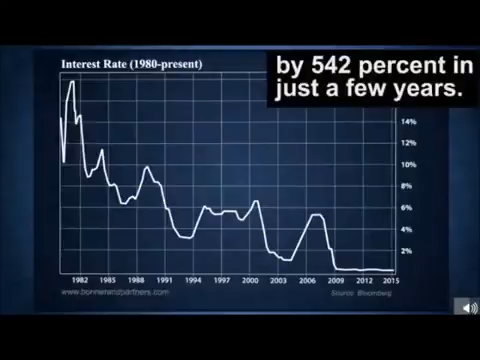 Interest Rate (1980-present)
by 542 percent in
just a few years.
14%
12%
10%
8%
6%
4%
2%
1982 1985 1988 1991 1994 1997 2000 2003 2006 2009 2012 2015
www.bonnerandpartners.com
Source: Bloomberg